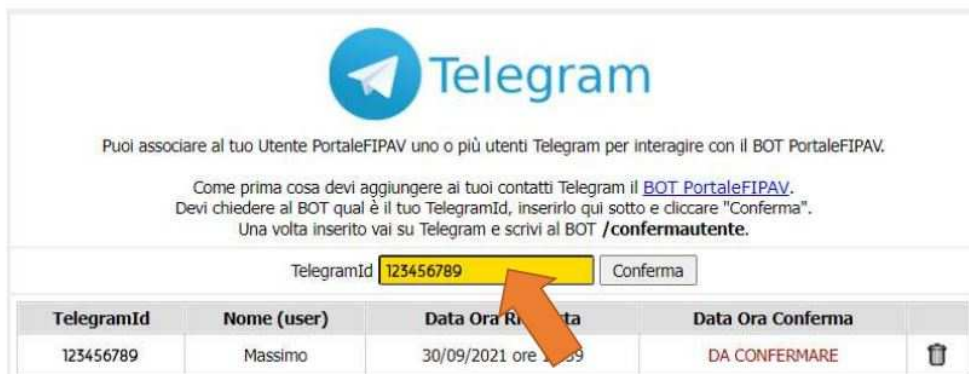 Telegram
Puoi associare al tuo Utente PortaleFIPAV uno o più utenti Telegram per interagire con il BOT PortaleFIPAV.
Come prima cosa devi aggiungere ai tuoi contatti Telegram il BOT PortaleFIPAV.
Devi chiedere al BOT qual è il tuo TelegramId, inserirlo qui sotto e cliccare "Conferma".
Una volta inserito vai su Telegram e scrivi al BOT /confermautente.
TelegramId 123456789 Conferma
TelegramId Nome (user) Data Ora Data Ora Conferma
123456789 Massimo 30/09/2021 ore DA CONFERMARE